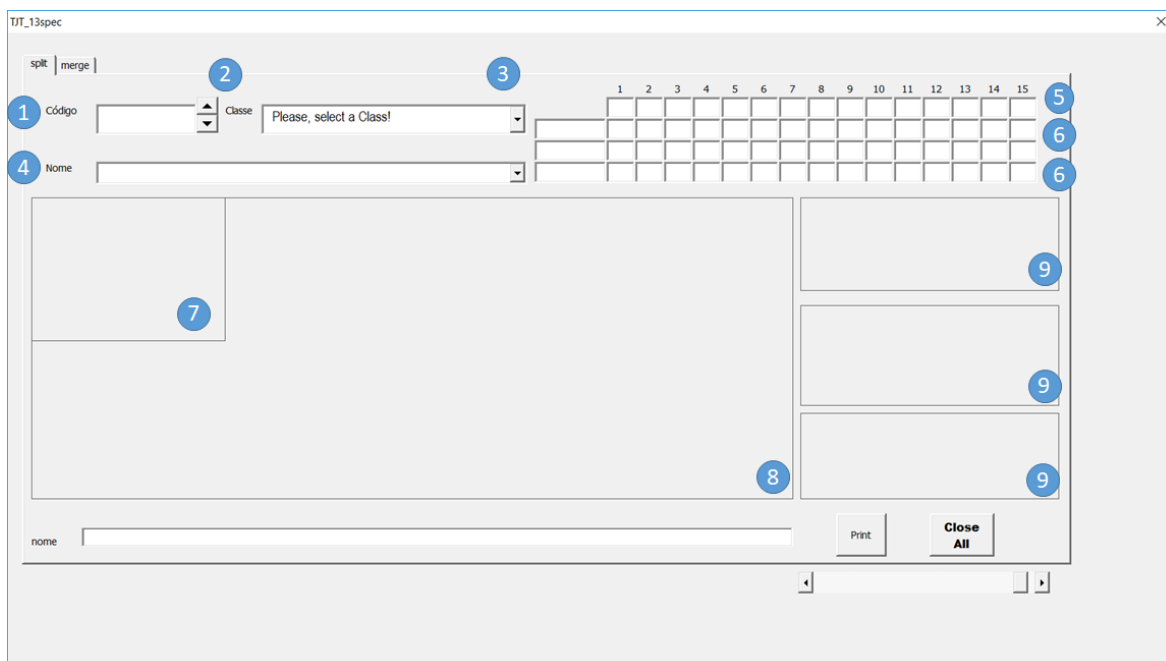 TJT_13spec
split merge
2 3
1 2 3 4 5 6 7 8 9 10 11 12 13 14 15
5
1 Código Classe Please, select a Class!
6
4 Nome
6
9
7
9
8 9
nome Print Close
All